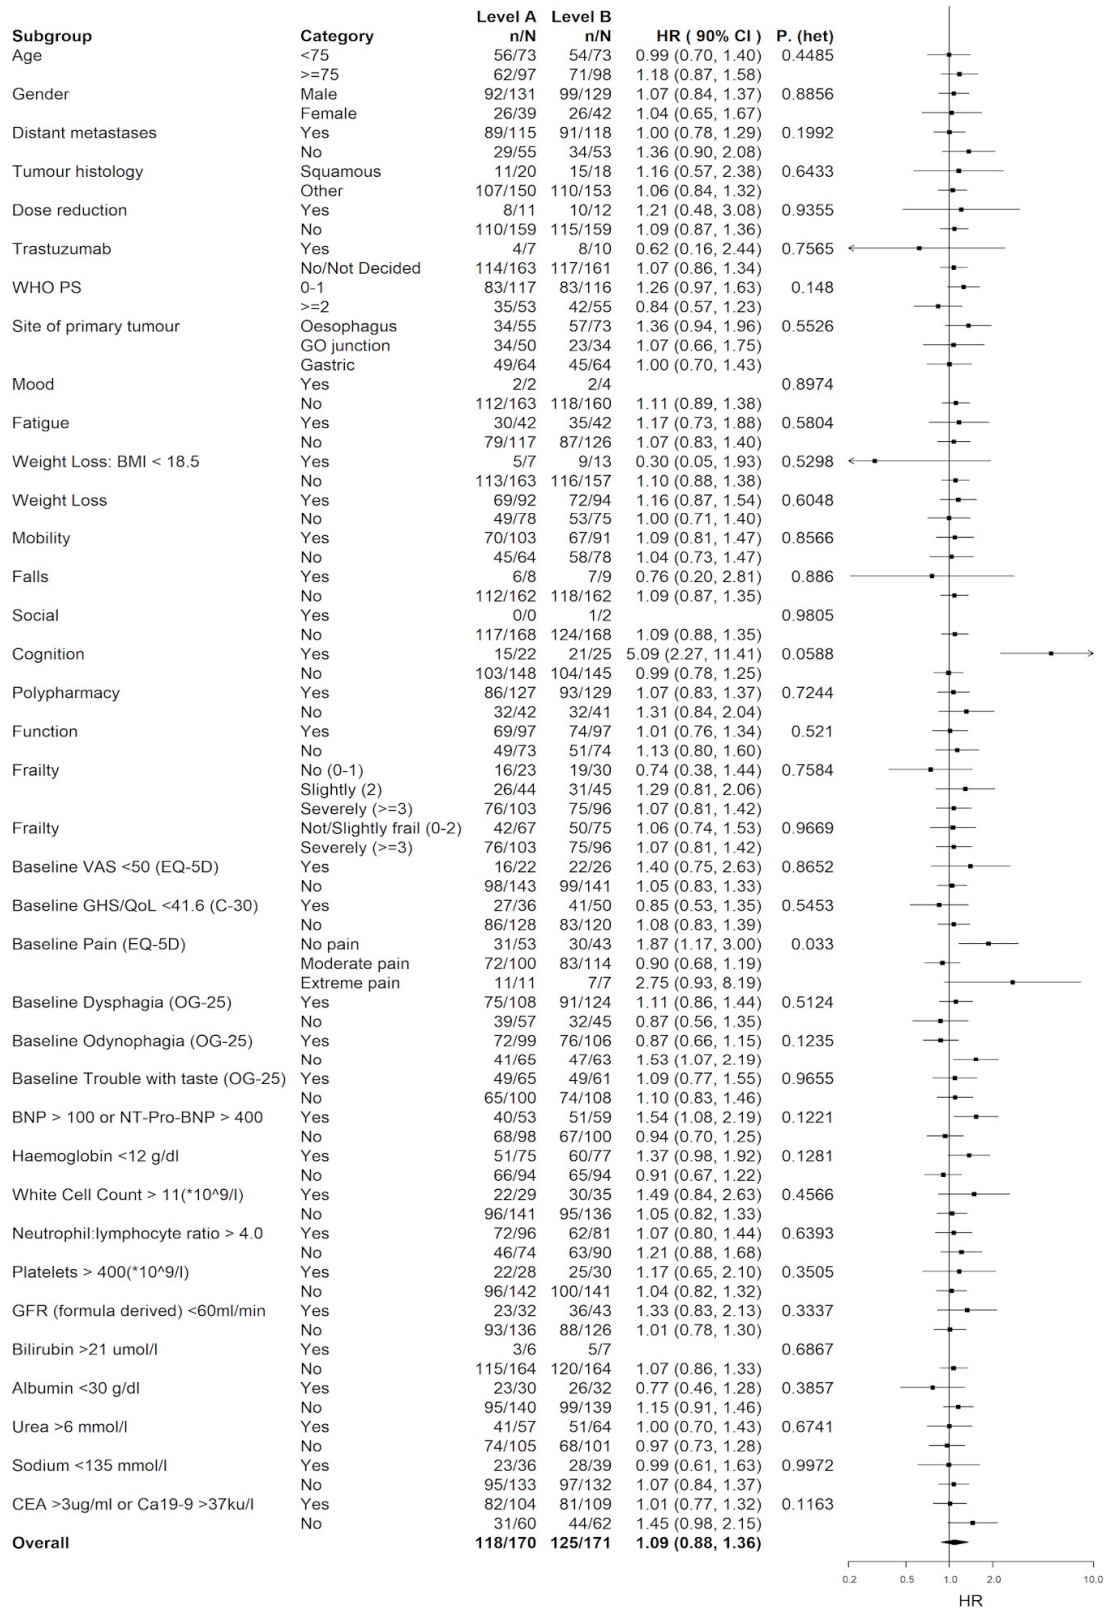 Level A Level B
Subgroup Category n/N n/N HR ( 90% CI ) P. (het)
Age <75 56/73 54/73 0.99 (0.70, 1.40) 0.4485
>=75 62/97 71/98 1.18 (0.87, 1.58)
Gender Male 92/131 99/129 1.07 (0.84, 1.37) 0.8856
Female 26/39 26/42 1.04 (0.65, 1.67)
Distant metastases Yes 89/115 91/118 1.00 (0.78, 1.29) 0.1992
No 29/55 34/53 1.36 (0.90, 2.08)
Tumour histology Squamous 11/20 15/18 1.16 (0.57, 2.38) 0.6433
Other 107/150 110/153 1.06 (0.84, 1.32)
Dose reduction Yes 8/11 10/12 1.21 (0.48, 3.08) 0.9355
No 110/159 115/159 1.09 (0.87, 1.36)
Trastuzumab Yes 4/7 8/10 0.62 (0.16, 2.44) 0.7565
No/Not Decided 114/163 117/161 1.07 (0.86, 1.34)
WHO PS 0-1 83/117 83/116 1.26 (0.97, 1.63) 0.148
>=2 35/53 42/55 0.84 (0.57, 1.23)
Site of primary tumour Oesophagus 34/55 57/73 1.36 (0.94, 1.96) 0.5526
GO junction 34/50 23/34 1.07 (0.66, 1.75)
Gastric 49/64 45/64 1.00 (0.70, 1.43)
Mood Yes 2/2 2/4 0.8974
No 112/163 118/160 1.11 (0.89, 1.38)
Fatigue Yes 30/42 35/42 1.17 (0.73, 1.88) 0.5804
No 79/117 87/126 1.07 (0.83, 1.40)
Weight Loss: BMI < 18.5 Yes 5/7 9/13 0.30 (0.05, 1.93) 0.5298
No 113/163 116/157 1.10 (0.88, 1.38)
Weight Loss Yes 69/92 72/94 1.16 (0.87, 1.54) 0.6048
No 49/78 53/75 1.00 (0.71, 1.40)
Mobility Yes 70/103 67/91 1.09 (0.81, 1.47) 0.8566
No 45/64 58/78 1.04 (0.73, 1.47)
Falls Yes 6/8 7/9 0.76 (0.20, 2.81) 0.886
No 112/162 118/162 1.09 (0.87, 1.35)
Social Yes 0/0 1/2 0.9805
No 117/168 124/168 1.09 (0.88, 1.35)
Cognition Yes 15/22 21/25 5.09 (2.27, 11.41) 0.0588
No 103/148 104/145 0.99 (0.78, 1.25)
Polypharmacy Yes 86/127 93/129 1.07 (0.83, 1.37) 0.7244
No 32/42 32/41 1.31 (0.84, 2.04)
Function Yes 69/97 74/97 1.01 (0.76, 1.34) 0.521
No 49/73 51/74 1.13 (0.80, 1.60)
Frailty No (0-1) 16/23 19/30 0.74 (0.38, 1.44) 0.7584
Slightly (2) 26/44 31/45 1.29 (0.81, 2.06)
Severely (>=3) 76/103 75/96 1.07 (0.81, 1.42)
Frailty Not/Slightly frail (0-2) 42/67 50/75 1.06 (0.74, 1.53) 0.9669
Severely (>=3) 76/103 75/96 1.07 (0.81, 1.42)
Baseline VAS <50 (EQ-5D) Yes 16/22 22/26 1.40 (0.75, 2.63) 0.8652
No 98/143 99/141 1.05 (0.83, 1.33)
Baseline GHS/QoL <41.6 (C-30) Yes 27/36 41/50 0.85 (0.53, 1.35) 0.5453
No 86/128 83/120 1.08 (0.83, 1.39)
Baseline Pain (EQ-5D) No pain 31/53 30/43 1.87 (1.17, 3.00) 0.033
Moderate pain 72/100 83/114 0.90 (0.68, 1.19)
Extreme pain 11/11 7/7 2.75 (0.93, 8.19)
Baseline Dysphagia (OG-25) Yes 75/108 91/124 1.11 (0.86, 1.44) 0.5124
No 39/57 32/45 0.87 (0.56, 1.35)
Baseline Odynophagia (OG-25) Yes 72/99 76/106 0.87 (0.66, 1.15) 0.1235
No 41/65 47/63 1.53 (1.07, 2.19)
Baseline Trouble with taste (OG-25) Yes 49/65 49/61 1.09 (0.77, 1.55) 0.9655
No 65/100 74/108 1.10 (0.83, 1.46)
BNP > 100 or NT-Pro-BNP > 400 Yes 40/53 51/59 1.54 (1.08, 2.19) 0.1221
No 68/98 67/100 0.94 (0.70, 1.25)
Haemoglobin <12 g/dl Yes 51/75 60/77 1.37 (0.98, 1.92) 0.1281
No 66/94 65/94 0.91 (0.67, 1.22)
White Cell Count > 11(*10^9/l) Yes 22/29 30/35 1.49 (0.84, 2.63) 0.4566
No 96/141 95/136 1.05 (0.82, 1.33)
Neutrophil:lymphocyte ratio > 4.0 Yes 72/96 62/81 1.07 (0.80, 1.44) 0.6393
No 46/74 63/90 1.21 (0.88, 1.68)
Platelets > 400(*10^9/l) Yes 22/28 25/30 1.17 (0.65, 2.10) 0.3505
No 96/142 100/141 1.04 (0.82, 1.32)
GFR (formula derived) <60ml/min Yes 23/32 36/43 1.33 (0.83, 2.13) 0.3337
No 93/136 88/126 1.01 (0.78, 1.30)
Bilirubin >21 umol/l Yes 3/6 5/7 0.6867
No 115/164 120/164 1.07 (0.86, 1.33)
Albumin <30 g/dl Yes 23/30 26/32 0.77 (0.46, 1.28) 0.3857
No 95/140 99/139 1.15 (0.91, 1.46)
Urea >6 mmol/l Yes 41/57 51/64 1.00 (0.70, 1.43) 0.6741
No 74/105 68/101 0.97 (0.73, 1.28)
Sodium <135 mmol/l Yes 23/36 28/39 0.99 (0.61, 1.63) 0.9972
No 95/133 97/132 1.07 (0.84, 1.37)
CEA >3ug/ml or Ca19-9 >37ku/l Yes 82/104 81/109 1.01 (0.77, 1.32) 0.1163
No 31/60 44/62 1.45 (0.98, 2.15)
Overall 118/170 125/171 1.09 (0.88, 1.36)
0.2 0.5 1.0 2.0 10.0
HR